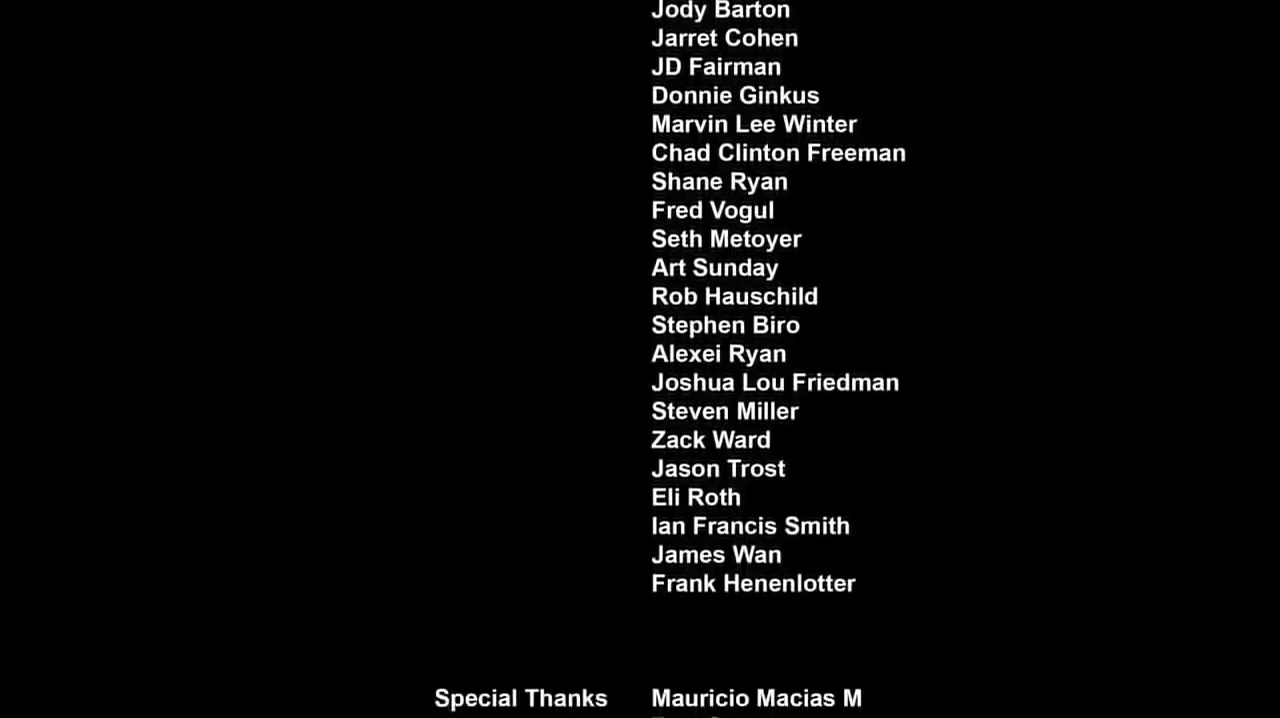 Jody Barton
Jarret Cohen
JD Fairman
Donnie Ginkus
Marvin Lee Winter
Chad Clinton Freeman
Shane Ryan
Fred Vogul
Seth Metoyer
Art Sunday
Rob Hauschild
Stephen Biro
Alexei Ryan
Joshua Lou Friedman
Steven Miller
Zack Ward
Jason Trost
Eli Roth
Ian Francis Smith
James Wan
Frank Henenlotter
Special Thanks Mauricio Macias M